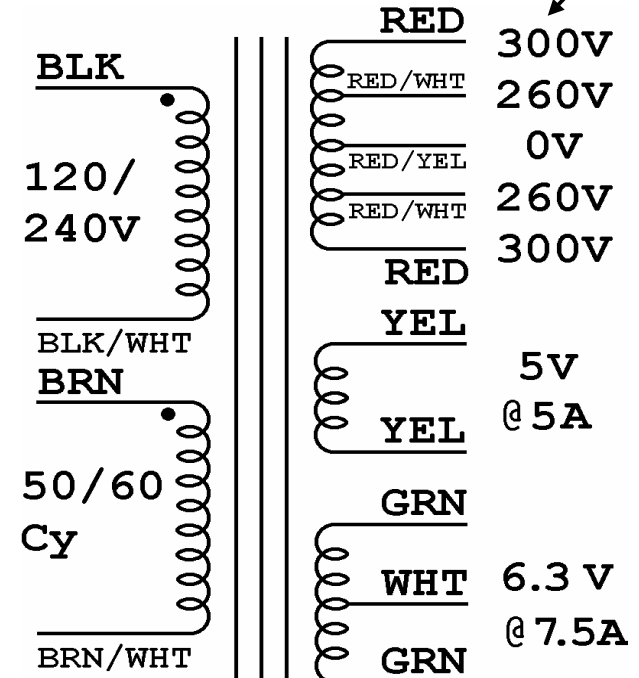 RED
300V
BLK
RED/WHT
260V
0V
120/
240V
RED/YEL
260V
RED/WHT
300V
RED
YEL
BLK/WHT
BRN
5V
@ 5A
YEL
50/60
Cy
GRN
WHT
6.3 V
@ 7.5A
BRN/WHT
GRN